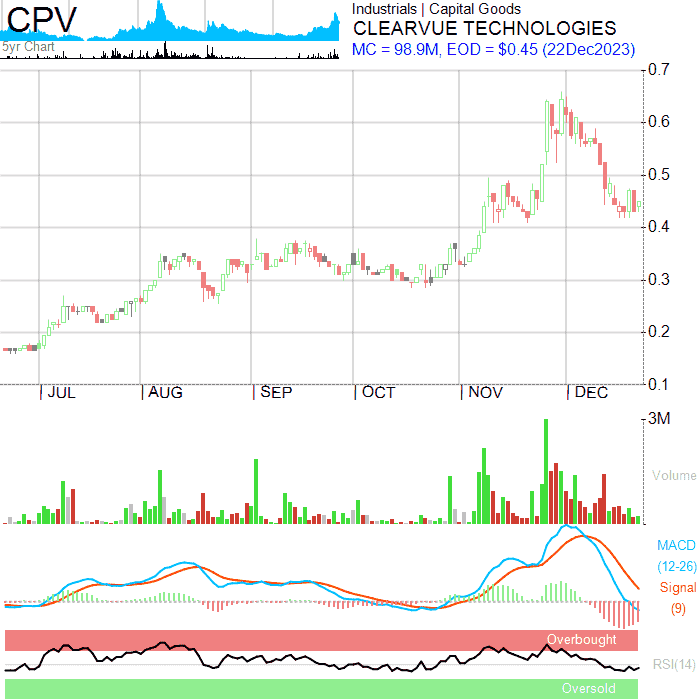 CPV
5yr Chart
Industrials | Capital Goods
CLEARVUE TECHNOLOGIES
MC = 98.9M, EOD = $0.45 (22Dec2023)
0.7
0.6
0.5
0.4
0.3
0.2
0.1
JUL AUG SEP OCT NOV DEC
3M
Volume
MACD
(12-26)
Signal
(9)
Overbought
RSI(14)
Oversold